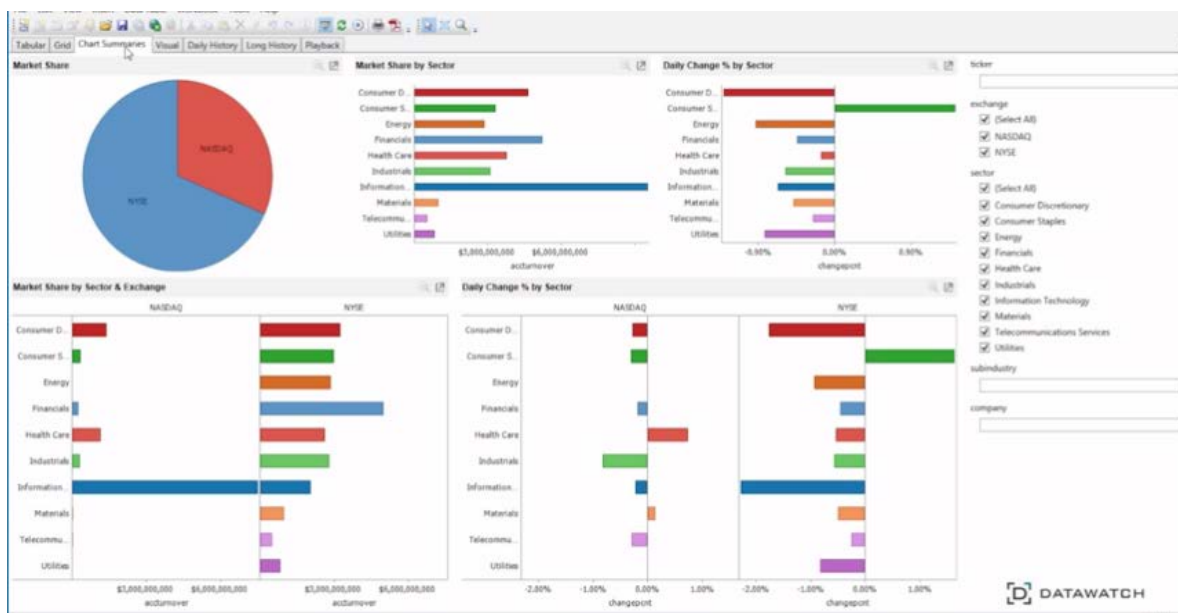 Tabular Grid Chart Summaries Visual Daily History Long History Playback
Market Share
NASDAQ
NYSE
Market Share by Sector
Consumer D...
Consumer S...
Energy
Financials
Health Care
Industrials
Information...
Materials
Telecommu...
Utilities
$3,000,000,000 $6,000,000,000
accturnover
Daily Change % by Sector
Consumer D...
Consumer S...
Energy
Financials
Health Care
Industrials
Information...
Materials
Telecommu...
Utilities
-0.90% 0.00% 0.90%
changepcnt
ticker
exchange
(Select All)
NASDAQ
NYSE
sector
(Select All)
Consumer Discretionary
Consumer Staples
Energy
Financials
Health Care
Industrials
Information Technology
Materials
Telecommunications Services
Utilities
subindustry
company
Market Share by Sector & Exchange
NASDAQ NYSE
Consumer D...
Consumer S...
Energy
Financials
Health Care
Industrials
Information...
Materials
Telecommu...
Utilities
$3,000,000,000 $6,000,000,000 $3,000,000,000 $6,000,000,000
accturnover accturnover
Daily Change % by Sector
NASDAQ NYSE
Consumer D...
Consumer S...
Energy
Financials
Health Care
Industrials
Information...
Materials
Telecommu...
Utilities
-2.00% -1.00% 0.00% 1.00% -2.00% -1.00% 0.00% 1.00%
changepcnt changepcnt
DATAWATCH